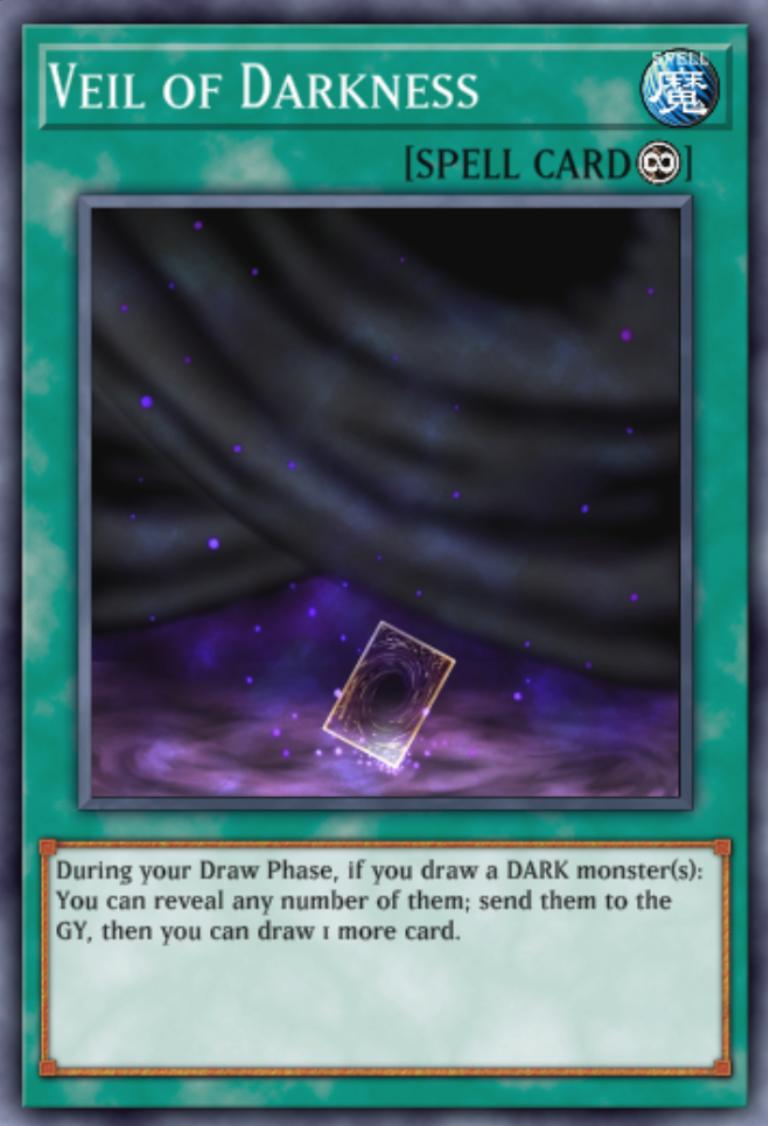 Veil of Darkness
SPELL
魔
[SPELL CARD♾]
During your Draw Phase, if you draw a DARK monster(s):
You can reveal any number of them; send them to the
GY, then you can draw 1 more card.